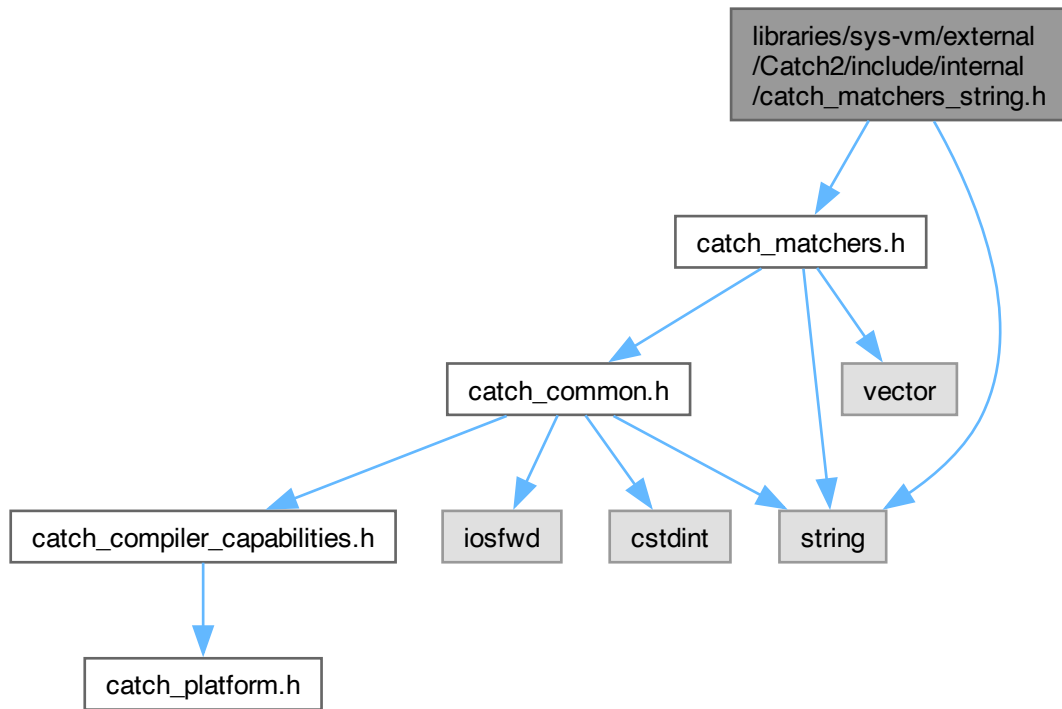 libraries/sys-vm/external
/Catch2/include/internal
/catch_matchers_string.h
catch_matchers.h
catch_common.h
vector
catch_compiler_capabilities.h
iosfwd
cstdint
string
catch_platform.h